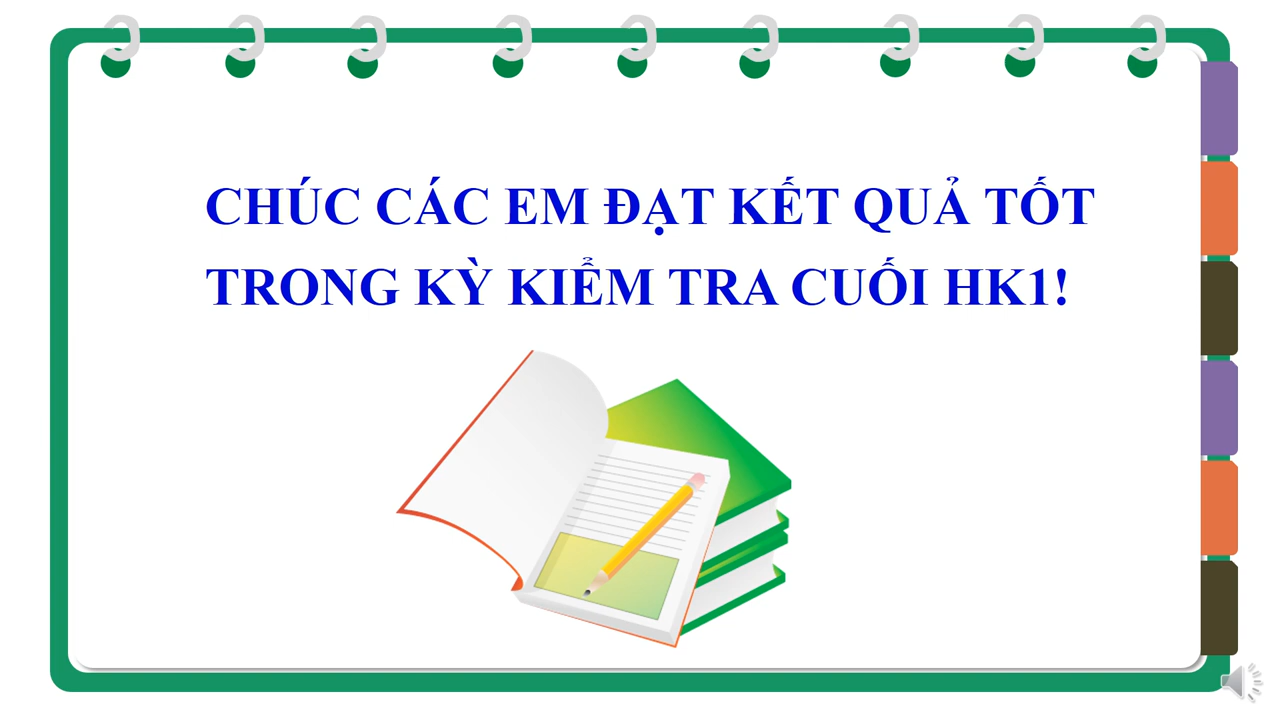 CHÚC CÁC EM ĐẠT KẾT QUẢ TỐT
TRONG KỲ KIỂM TRA CUỐI HK1!